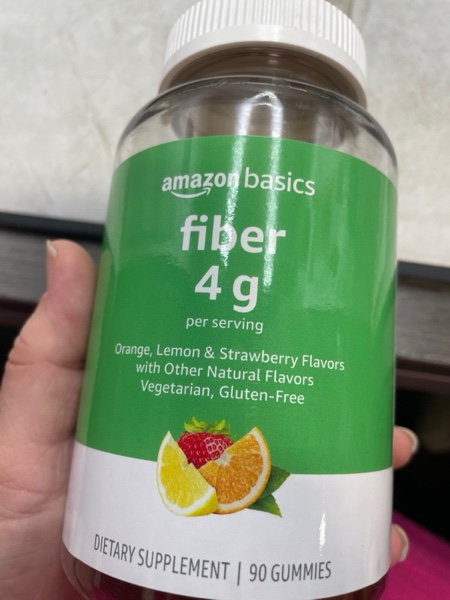 amazon basics
fiber
4 g
per serving
Orange, Lemon & Strawberry Flavors
with Other Natural Flavors
Vegetarian, Gluten-Free
DIETARY SUPPLEMENT | 90 GUMMIES